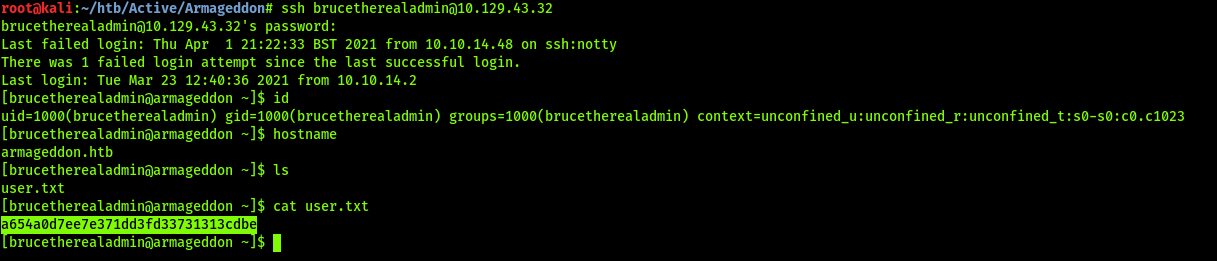 root@kali:~/htb/Active/Armageddon# ssh brucetherealadmin@10.129.43.32
brucetherealadmin@10.129.43.32's password:
Last failed login: Thu Apr  1 21:22:33 BST 2021 from 10.10.14.48 on ssh:notty
There was 1 failed login attempt since the last successful login.
Last login: Tue Mar 23 12:40:36 2021 from 10.10.14.2
[brucetherealadmin@armageddon ~]$ id
uid=1000(brucetherealadmin) gid=1000(brucetherealadmin) groups=1000(brucetherealadmin) context=unconfined_u:unconfined_r:unconfined_t:s0-s0:c0.c1023
[brucetherealadmin@armageddon ~]$ hostname
armageddon.htb
[brucetherealadmin@armageddon ~]$ ls
user.txt
[brucetherealadmin@armageddon ~]$ cat user.txt
a654a0d7ee7e371dd3fd33731313cdbe
[brucetherealadmin@armageddon ~]$